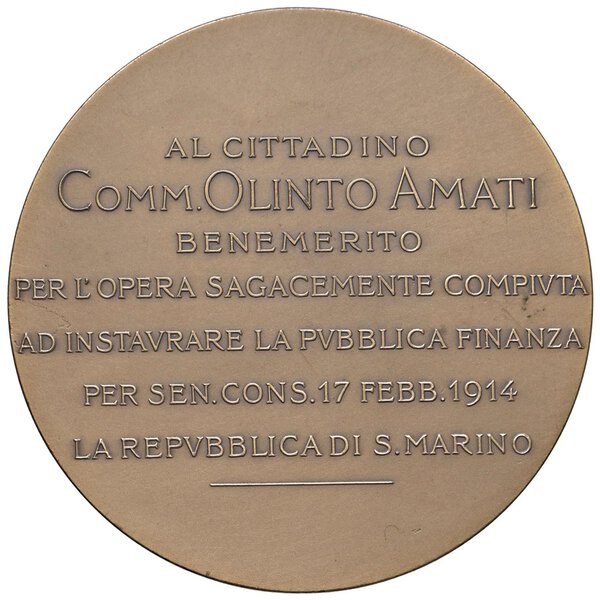 AL CITTADINO
COMM. OLINTO AMATI
BENEMERITO
PER L'OPERA SAGACEMENTE COMPIVTA
AD INSTAVRARE LA PVBBLICA FINANZA
PER SEN. CONS. 17 FEBB. 1914
LA REPVBBLICA DI S. MARINO